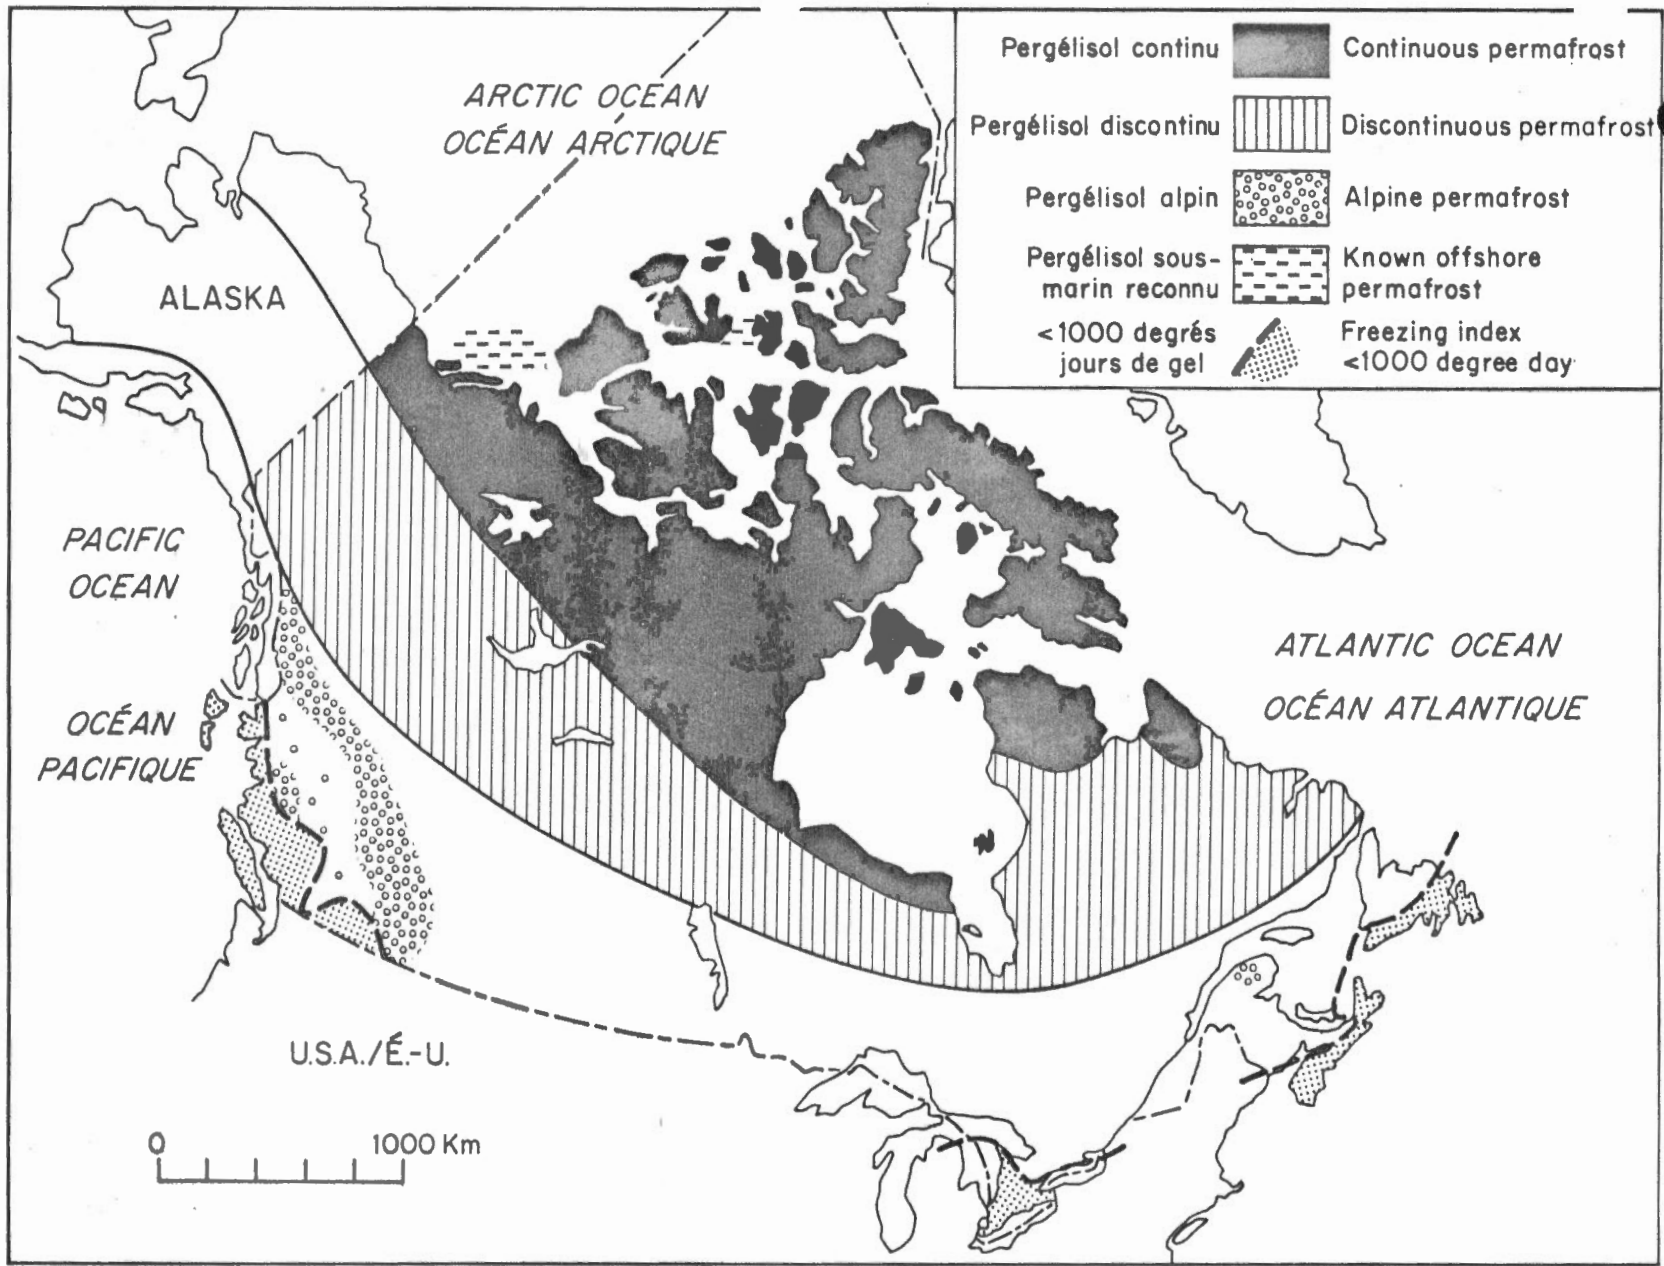 Pergélisol continu Continuous permafrost
Pergélisol discontinu Discontinuous permafrost
Pergélisol alpin Alpine permafrost
Pergélisol sous- Known offshore
marin reconnu permafrost
<1000 degrés Freezing index
jours de gel <1000 degree day
ARCTIC OCEAN
OCÉAN ARCTIQUE
ALASKA
PACIFIC
OCEAN
OCÉAN
PACIFIQUE
ATLANTIC OCEAN
OCÉAN ATLANTIQUE
U.S.A./É.-U.
0 1000 Km